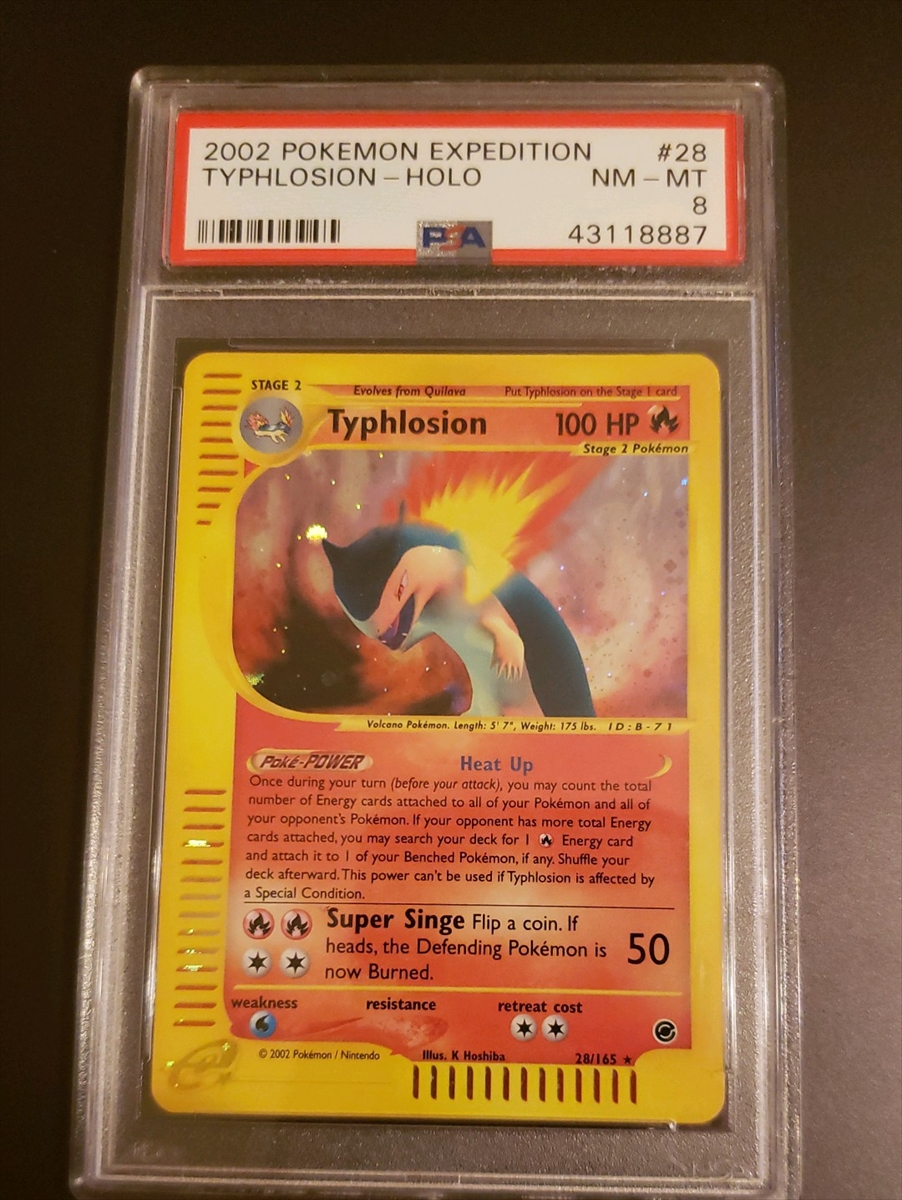 2002 POKEMON EXPEDITION #28
TYPHLOSION - HOLO NM - MT
8
PSA 43118887
STAGE 2 Evolves from Quilava Put Typhlosion on the Stage 1 card
Typhlosion 100 HP
Stage 2 Pokémon
Volcano Pokémon. Length: 5' 7", Weight: 175 lbs. ID:B-71
Poké-POWER Heat Up
Once during your turn (before your attack), you may count the total
number of Energy cards attached to all of your Pokémon and all of
your opponent's Pokémon. If your opponent has more total Energy
cards attached, you may search your deck for 1 Energy card
and attach it to 1 of your Benched Pokémon, if any. Shuffle your
deck afterward. This power can't be used if Typhlosion is affected by
a Special Condition.
Super Singe Flip a coin. If
heads, the Defending Pokémon is 50
now Burned.
weakness resistance retreat cost
© 2002 Pokémon / Nintendo Illus. K Hoshiba 28/165 ★
e